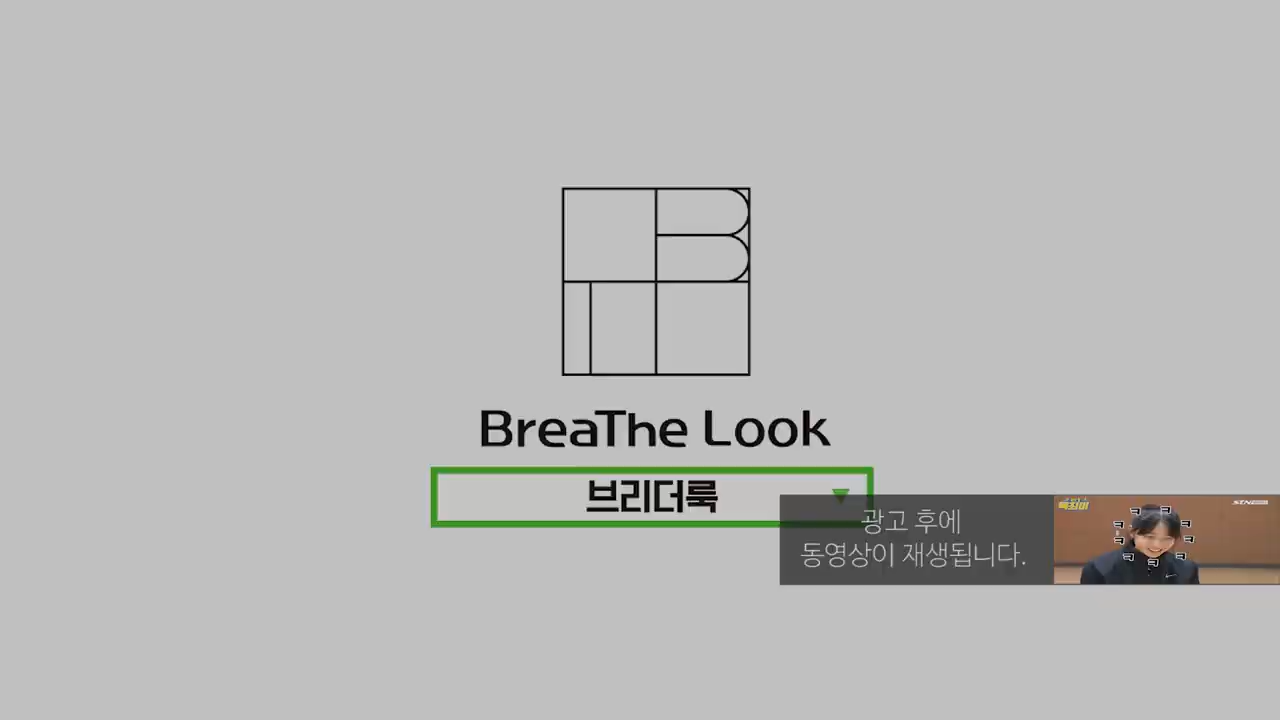 BreaThe Look
브리더룩
광고 후에
동영상이 재생됩니다.
STN
ㅋ ㅋ
ㅋ ㅋ
ㅋ ㅋ
ㅋ ㅋ ㅋ